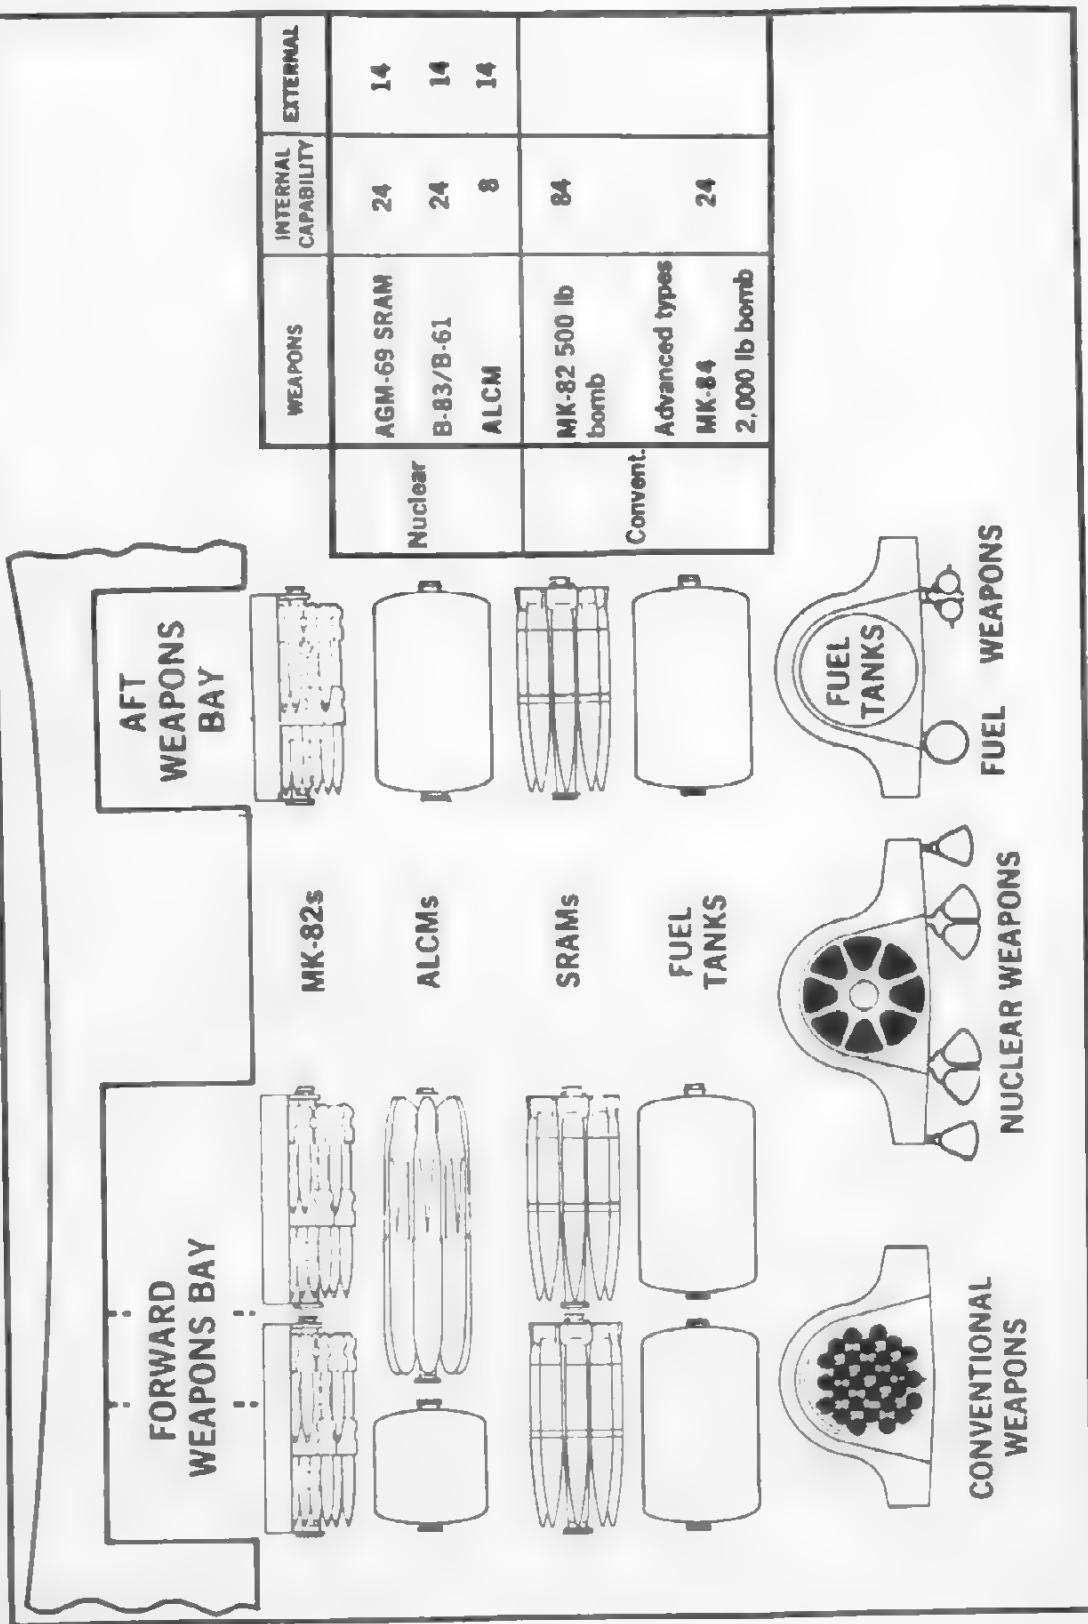 FORWARD
WEAPONS BAY
AFT
WEAPONS
BAY
MK-82s
ALCMs
SRAMs
FUEL
TANKS
WEAPONS
INTERNAL
CAPABILITY
EXTERNAL
Nuclear
AGM-69 SRAM
24
14
B-83/B-61
24
14
ALCM
8
14
Convent.
MK-82 500 lb
bomb
84
Advanced types
MK-84
24
2,000 lb bomb
CONVENTIONAL
WEAPONS
NUCLEAR WEAPONS
FUEL
TANKS
FUEL
WEAPONS